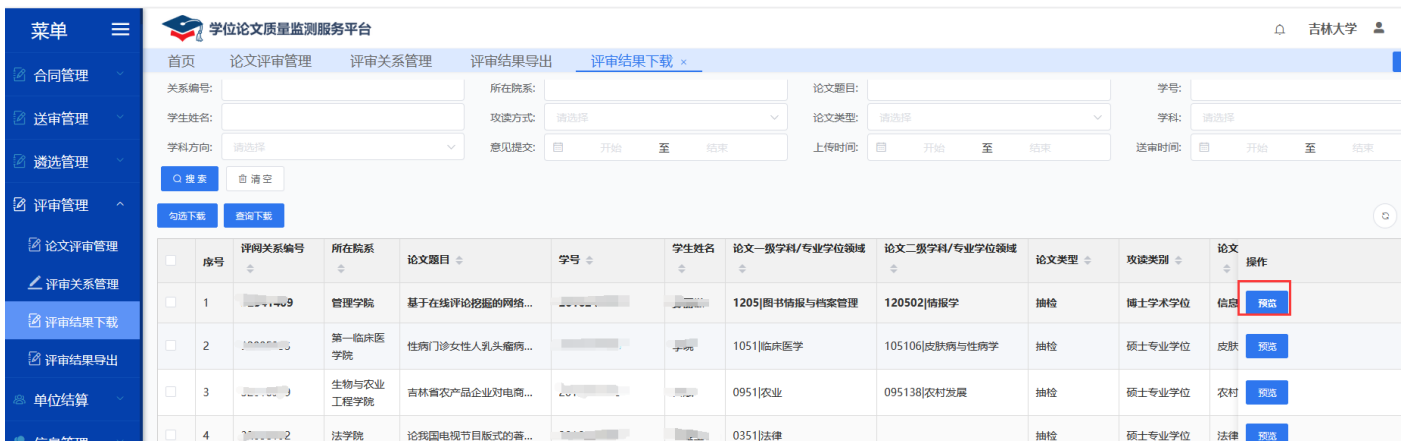 菜单
学位论文质量监测服务平台
吉林大学
首页 论文评审管理 评审关系管理 评审结果导出 评审结果下载 ×
合同管理
送审管理
遴选管理
评审管理
论文评审管理
评审关系管理
评审结果下载
评审结果导出
单位结算
关系编号: 所在院系: 论文题目: 学号:
学生姓名: 攻读方式: 请选择 论文类型: 请选择 学科: 请选择
学科方向: 请选择 意见提交: 开始 至 结束 上传时间: 开始 至 结束 送审时间: 开始 至 结束
搜索 清空
勾选下载 查询下载
序号 评阅关系编号 所在院系 论文题目 学号 学生姓名 论文一级学科/专业学位领域 论文二级学科/专业学位领域 论文类型 攻读类别 论文 操作
1 管理学院 基于在线评论挖掘的网络... 1205|图书情报与档案管理 120502|情报学 抽检 博士学术学位 信息 预览
2 第一临床医学院 性病门诊女性人乳头瘤病... 1051|临床医学 105106|皮肤病与性病学 抽检 硕士专业学位 皮肤 预览
3 生物与农业工程学院 吉林省农产品企业对电商... 0951|农业 095138|农村发展 抽检 硕士专业学位 农村 预览
4 法学院 论我国电视节目版式的著... 0351|法律 抽检 硕士专业学位 法律 预览